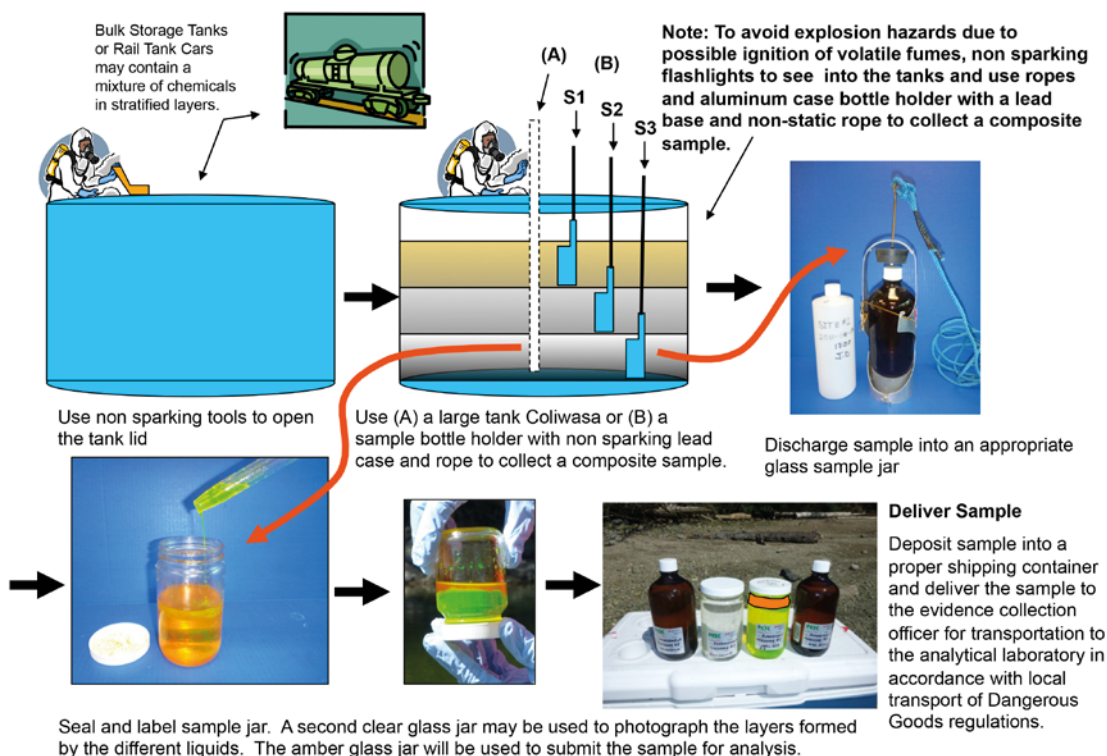 Bulk Storage Tanks
or Rail Tank Cars
may contain a
mixture of chemicals
in stratified layers.
(A)
(B)
S1
S2
S3
Note: To avoid explosion hazards due to
possible ignition of volatile fumes, non sparking
flashlights to see into the tanks and use ropes
and aluminum case bottle holder with a lead
base and non-static rope to collect a composite
sample.
SITE #2
1300
J.D
Use non sparking tools to open
the tank lid
Use (A) a large tank Coliwasa or (B) a
sample bottle holder with non sparking lead
case and rope to collect a composite sample.
Discharge sample into an appropriate
glass sample jar
Deliver Sample
Deposit sample into a
proper shipping container
and deliver the sample to
the evidence collection
officer for transportation to
the analytical laboratory in
accordance with local
transport of Dangerous
Goods regulations.
Seal and label sample jar. A second clear glass jar may be used to photograph the layers formed
by the different liquids. The amber glass jar will be used to submit the sample for analysis.